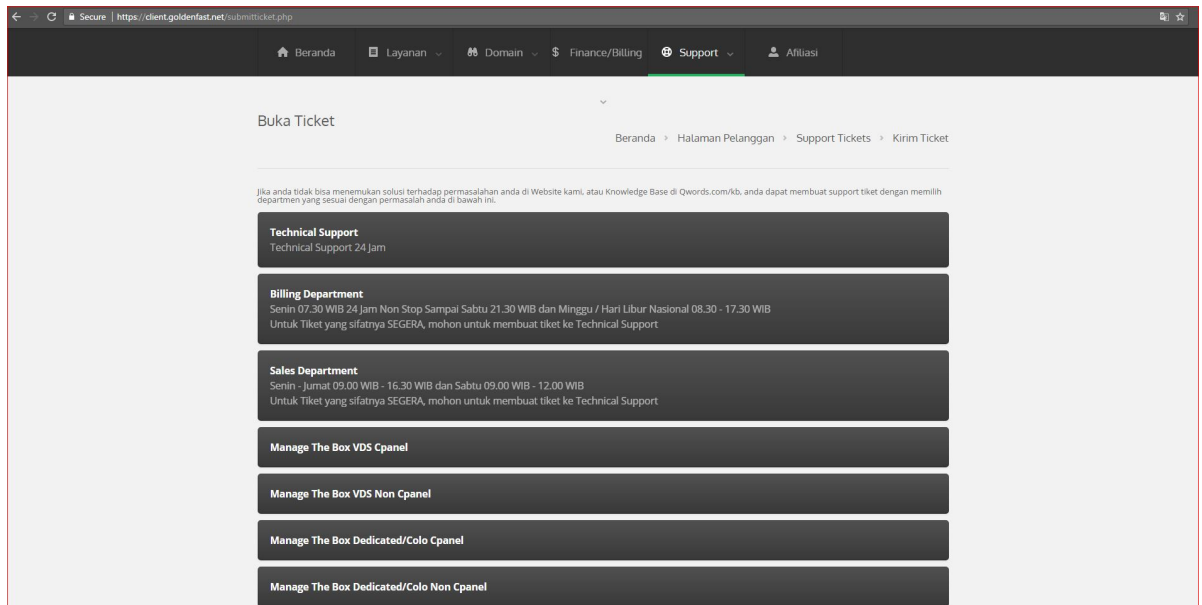 Secure | https://client.goldenfast.net/submitticket.php
Beranda Layanan Domain $ Finance/Billing Support Afiliasi
Buka Ticket
Beranda > Halaman Pelanggan > Support Tickets > Kirim Ticket
Jika anda tidak bisa menemukan solusi terhadap permasalahan anda di Website kami, atau Knowledge Base di Qwords.com/kb, anda dapat membuat support tiket dengan memilih
departmen yang sesuai dengan permasalah anda di bawah ini.
Technical Support
Technical Support 24 Jam
Billing Department
Senin 07.30 WIB 24 Jam Non Stop Sampai Sabtu 21.30 WIB dan Minggu / Hari Libur Nasional 08.30 - 17.30 WIB
Untuk Tiket yang sifatnya SEGERA, mohon untuk membuat tiket ke Technical Support
Sales Department
Senin - Jumat 09.00 WIB - 16.30 WIB dan Sabtu 09.00 WIB - 12.00 WIB
Untuk Tiket yang sifatnya SEGERA, mohon untuk membuat tiket ke Technical Support
Manage The Box VDS Cpanel
Manage The Box VDS Non Cpanel
Manage The Box Dedicated/Colo Cpanel
Manage The Box Dedicated/Colo Non Cpanel